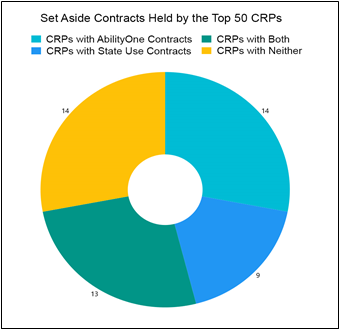 Set Aside Contracts Held by the Top 50 CRPs
CRPs with AbilityOne Contracts CRPs with Both
CRPs with State Use Contracts CRPs with Neither
14 14
9
13